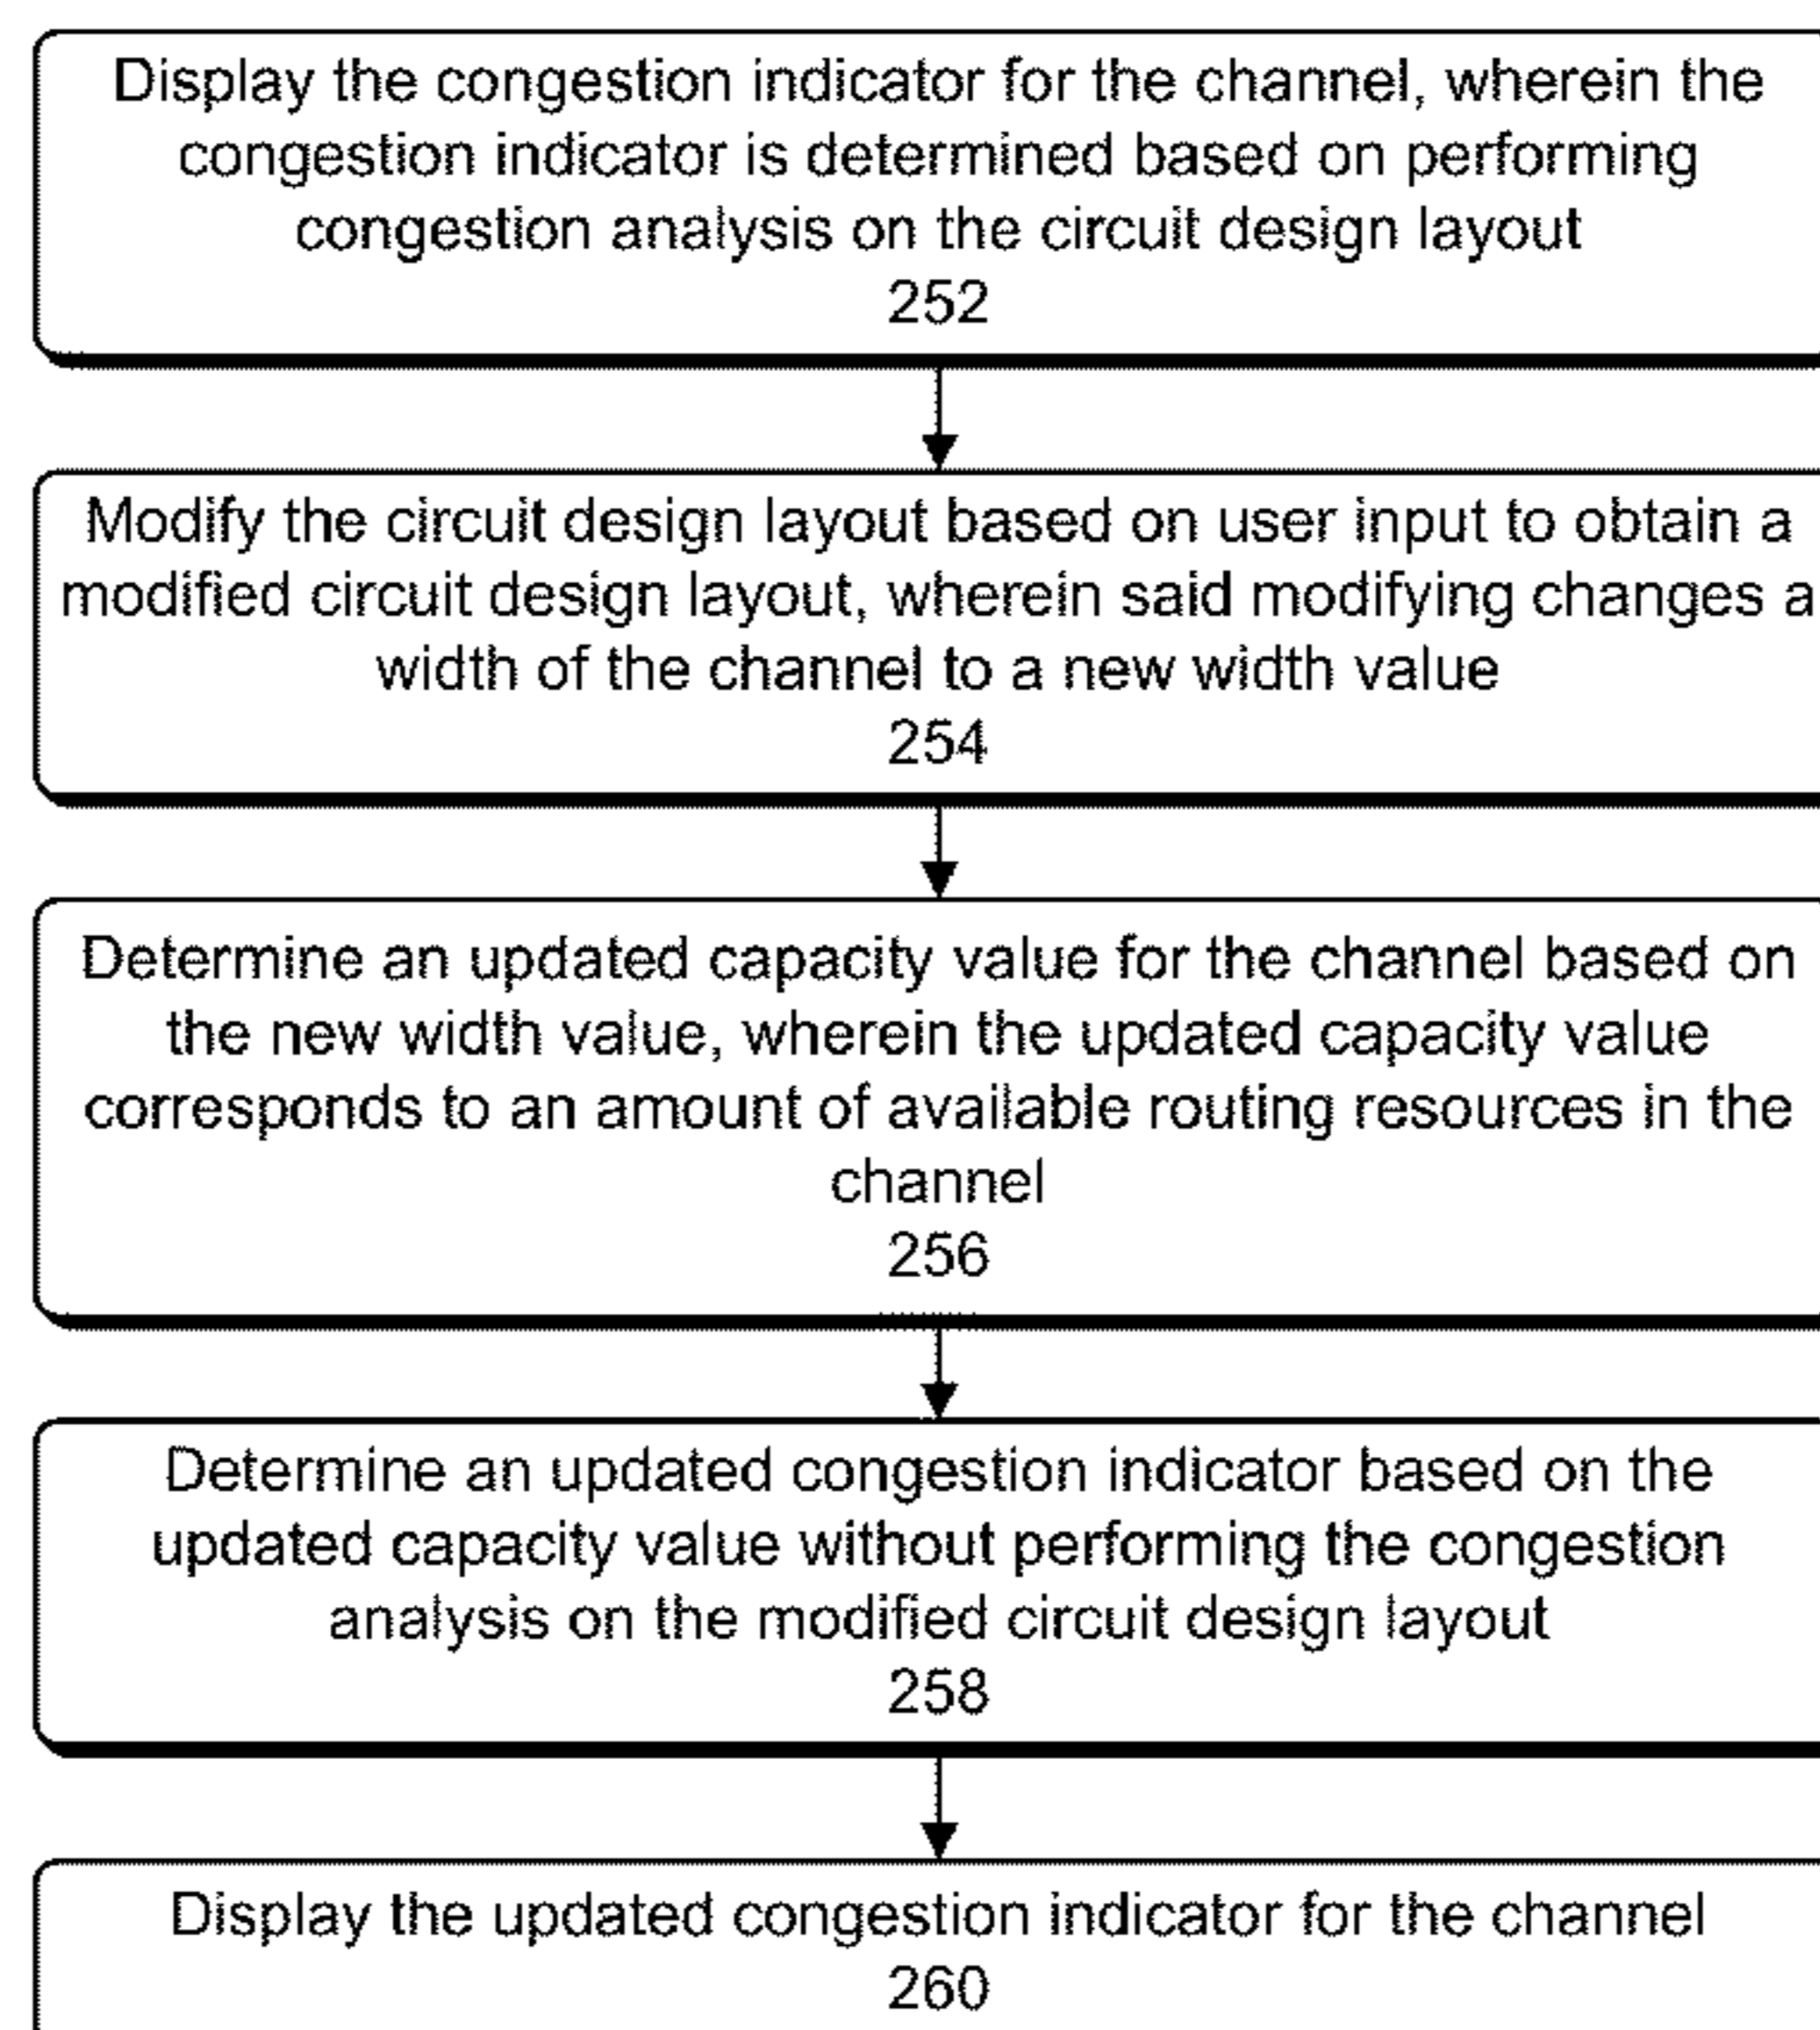 Display the congestion indicator for the channel, wherein the
congestion indicator is determined based on performing
congestion analysis on the circuit design layout
252
Modify the circuit design layout based on user input to obtain a
modified circuit design layout, wherein said modifying changes a
width of the channel to a new width value
254
Determine an updated capacity value for the channel based on
the new width value, wherein the updated capacity value
corresponds to an amount of available routing resources in the
channel
256
Determine an updated congestion indicator based on the
updated capacity value without performing the congestion
analysis on the modified circuit design layout
258
Display the updated congestion indicator for the channel
260